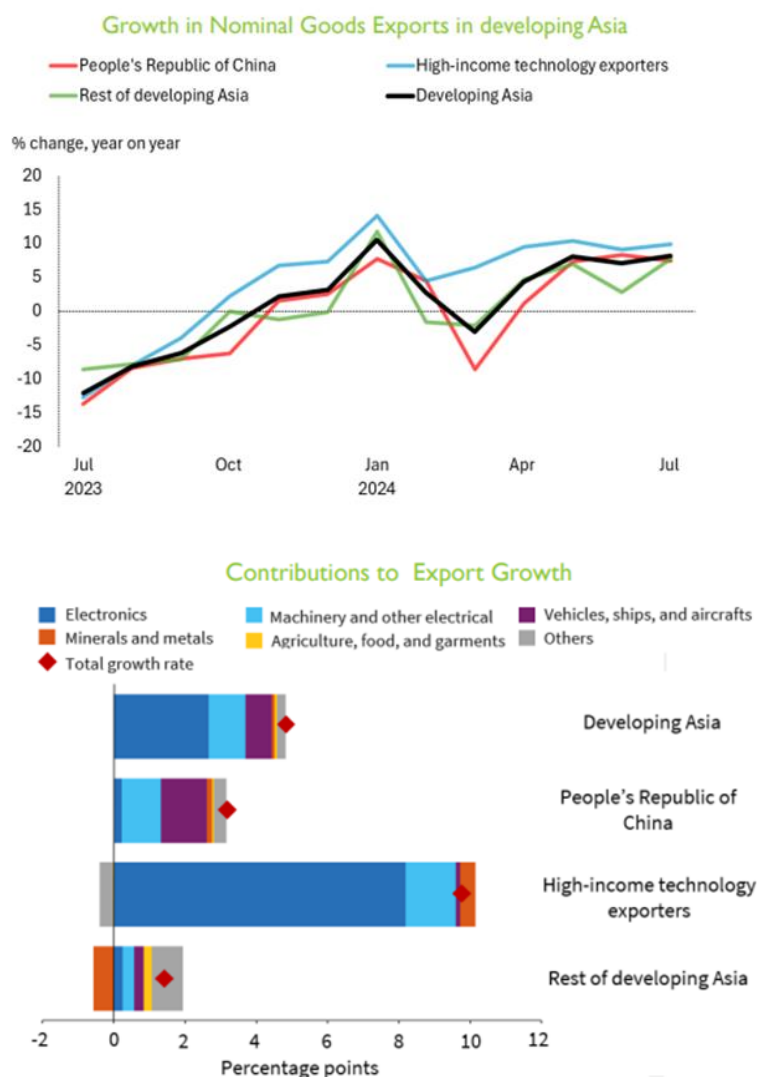 Growth in Nominal Goods Exports in developing Asia
People's Republic of China
High-income technology exporters
Rest of developing Asia
Developing Asia
% change, year on year
20
15
10
5
0
-5
-10
-15
-20
Jul
2023
Oct
Jan
2024
Apr
Jul
Contributions to Export Growth
Electronics
Machinery and other electrical
Vehicles, ships, and aircrafts
Minerals and metals
Agriculture, food, and garments
Others
Total growth rate
Developing Asia
People's Republic of
China
High-income technology
exporters
Rest of developing Asia
-2
0
2
4
6
8
10
12
Percentage points